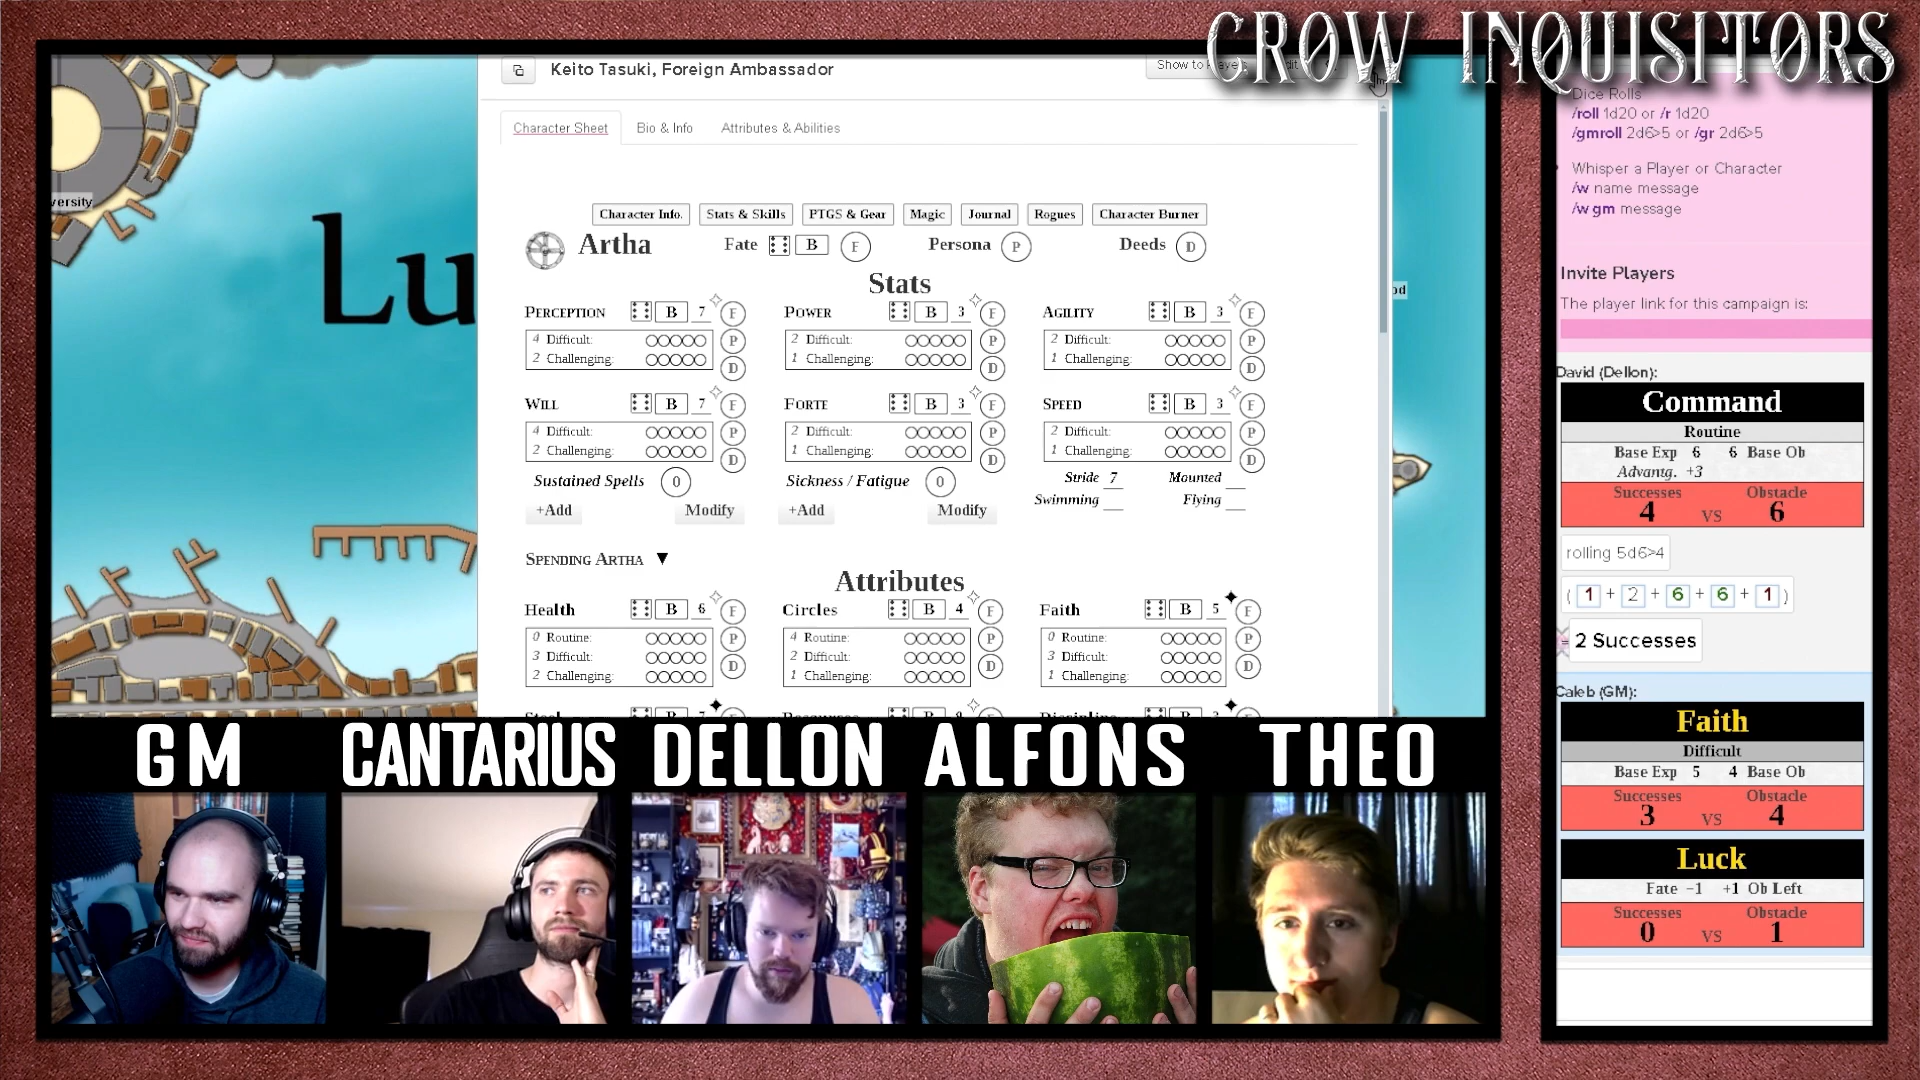 CROW INQUISITORS
Keito Tasuki, Foreign Ambassador
Show to Players
Character Sheet
Bio & Info
Attributes & Abilities
versity
Lu
Character Info.
Stats & Skills
PTGS & Gear
Magic
Journal
Rogues
Character Burner
Artha
Fate B F
Persona P
Deeds D
Stats
PERCEPTION B 7 F
4 Difficult: P
2 Challenging: D
POWER B 3 F
2 Difficult: P
1 Challenging: D
AGILITY B 3 F
2 Difficult: P
1 Challenging: D
WILL B 7 F
4 Difficult: P
2 Challenging: D
FORTE B 3 F
2 Difficult: P
1 Challenging: D
SPEED B 3 F
2 Difficult: P
1 Challenging: D
Sustained Spells 0
+Add Modify
Sickness / Fatigue 0
+Add Modify
Stride 7 Mounted
Swimming Flying
SPENDING ARTHA ▼
Attributes
Health B 6 F
0 Routine: P
3 Difficult: D
2 Challenging:
Circles B 4 F
4 Routine: P
2 Difficult: D
1 Challenging:
Faith B 5 F
0 Routine: P
3 Difficult: D
1 Challenging:
od
GM
CANTARIUS
DELLON
ALFONS
THEO
Dice Rolls
/roll 1d20 or /r 1d20
/gmroll 2d6>5 or /gr 2d6>5
Whisper a Player or Character
/w name message
/w gm message
Invite Players
The player link for this campaign is:
David (Dellon):
Command
Routine
Base Exp 6 6 Base Ob
Advantg. +3
Successes Obstacle
4 VS 6
rolling 5d6>4
(1+2+6+6+1)
=2 Successes
Caleb (GM):
Faith
Difficult
Base Exp 5 4 Base Ob
Successes Obstacle
3 VS 4
Luck
Fate −1 +1 Ob Left
Successes Obstacle
0 VS 1